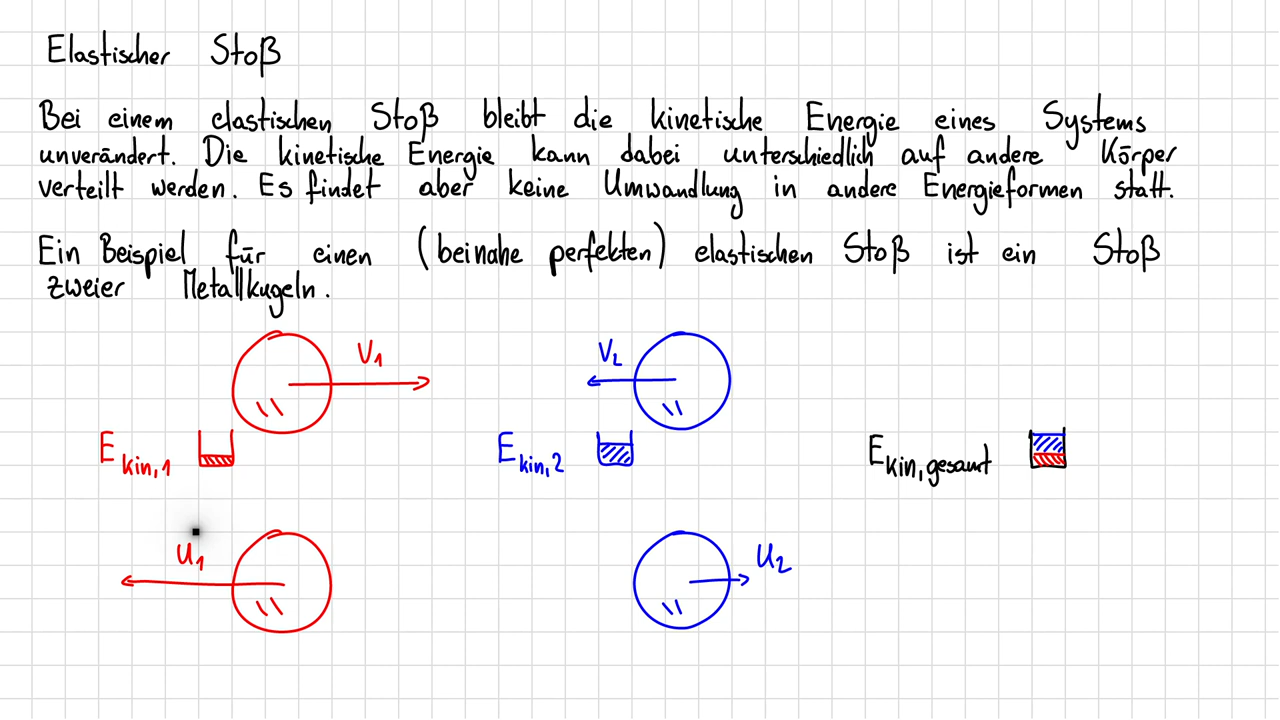 Elastischer Stoß
Bei einem elastischen Stoß bleibt die kinetische Energie eines Systems
unverändert. Die kinetische Energie kann dabei unterschiedlich auf andere Körper
verteilt werden. Es findet aber keine Umwandlung in andere Energieformen statt.
Ein Beispiel für einen (beinahe perfekten) elastischen Stoß ist ein Stoß
zweier Metallkugeln.
V1
V2
Ekin,1
Ekin,2
Ekin,gesamt
U1
U2